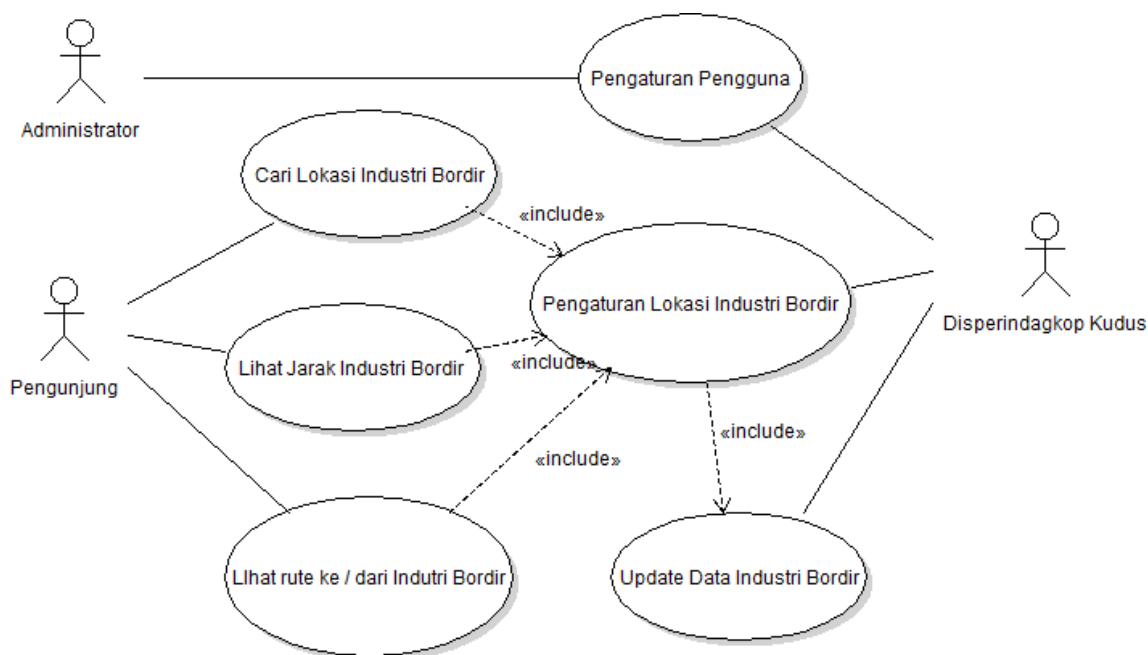 Pengaturan Pengguna
Administrator
Cari Lokasi Industri Bordir
«include»
Pengaturan Lokasi Industri Bordir
Disperindagkop Kudus
Lihat Jarak Industri Bordir
«include»
Pengunjung
«include»
«include»
LIhat rute ke / dari Indutri Bordir
Update Data Industri Bordir